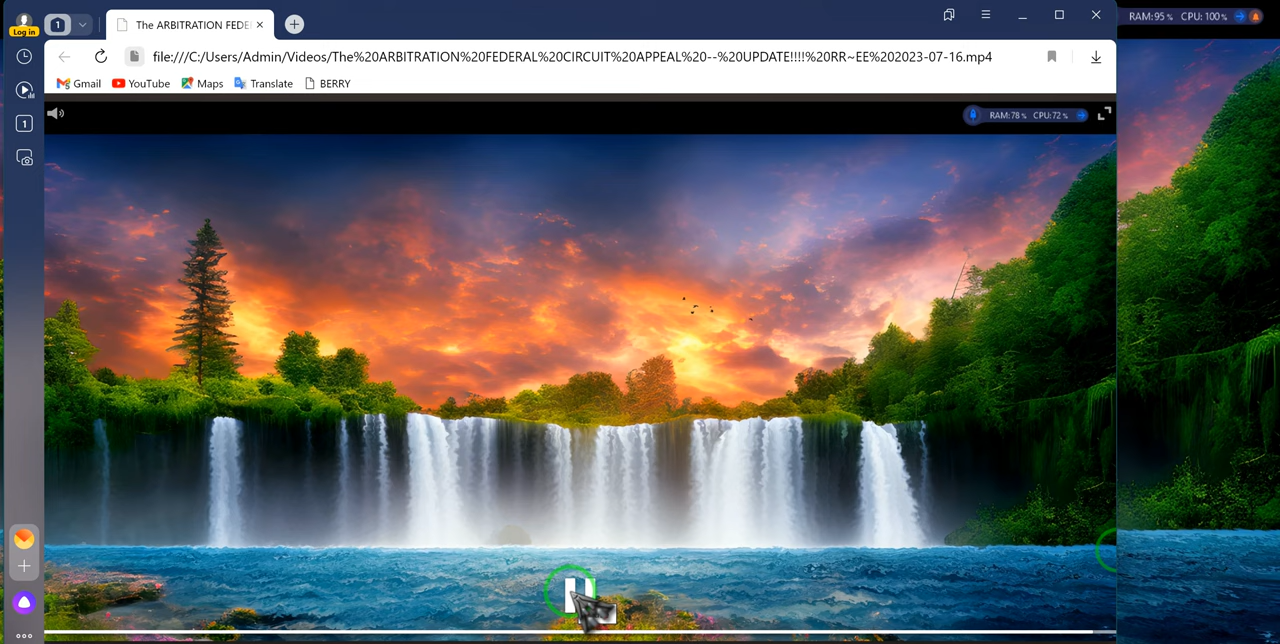 Log in
1
The ARBITRATION FEDE
RAM:95% CPU:100%
file:///C:/Users/Admin/Videos/The%20ARBITRATION%20FEDERAL%20CIRCUIT%20APPEAL%20--%20UPDATE!!!!%20RR~EE%202023-07-16.mp4
Gmail
YouTube
Maps
Translate
BERRY
1
RAM:78% CPU:72%